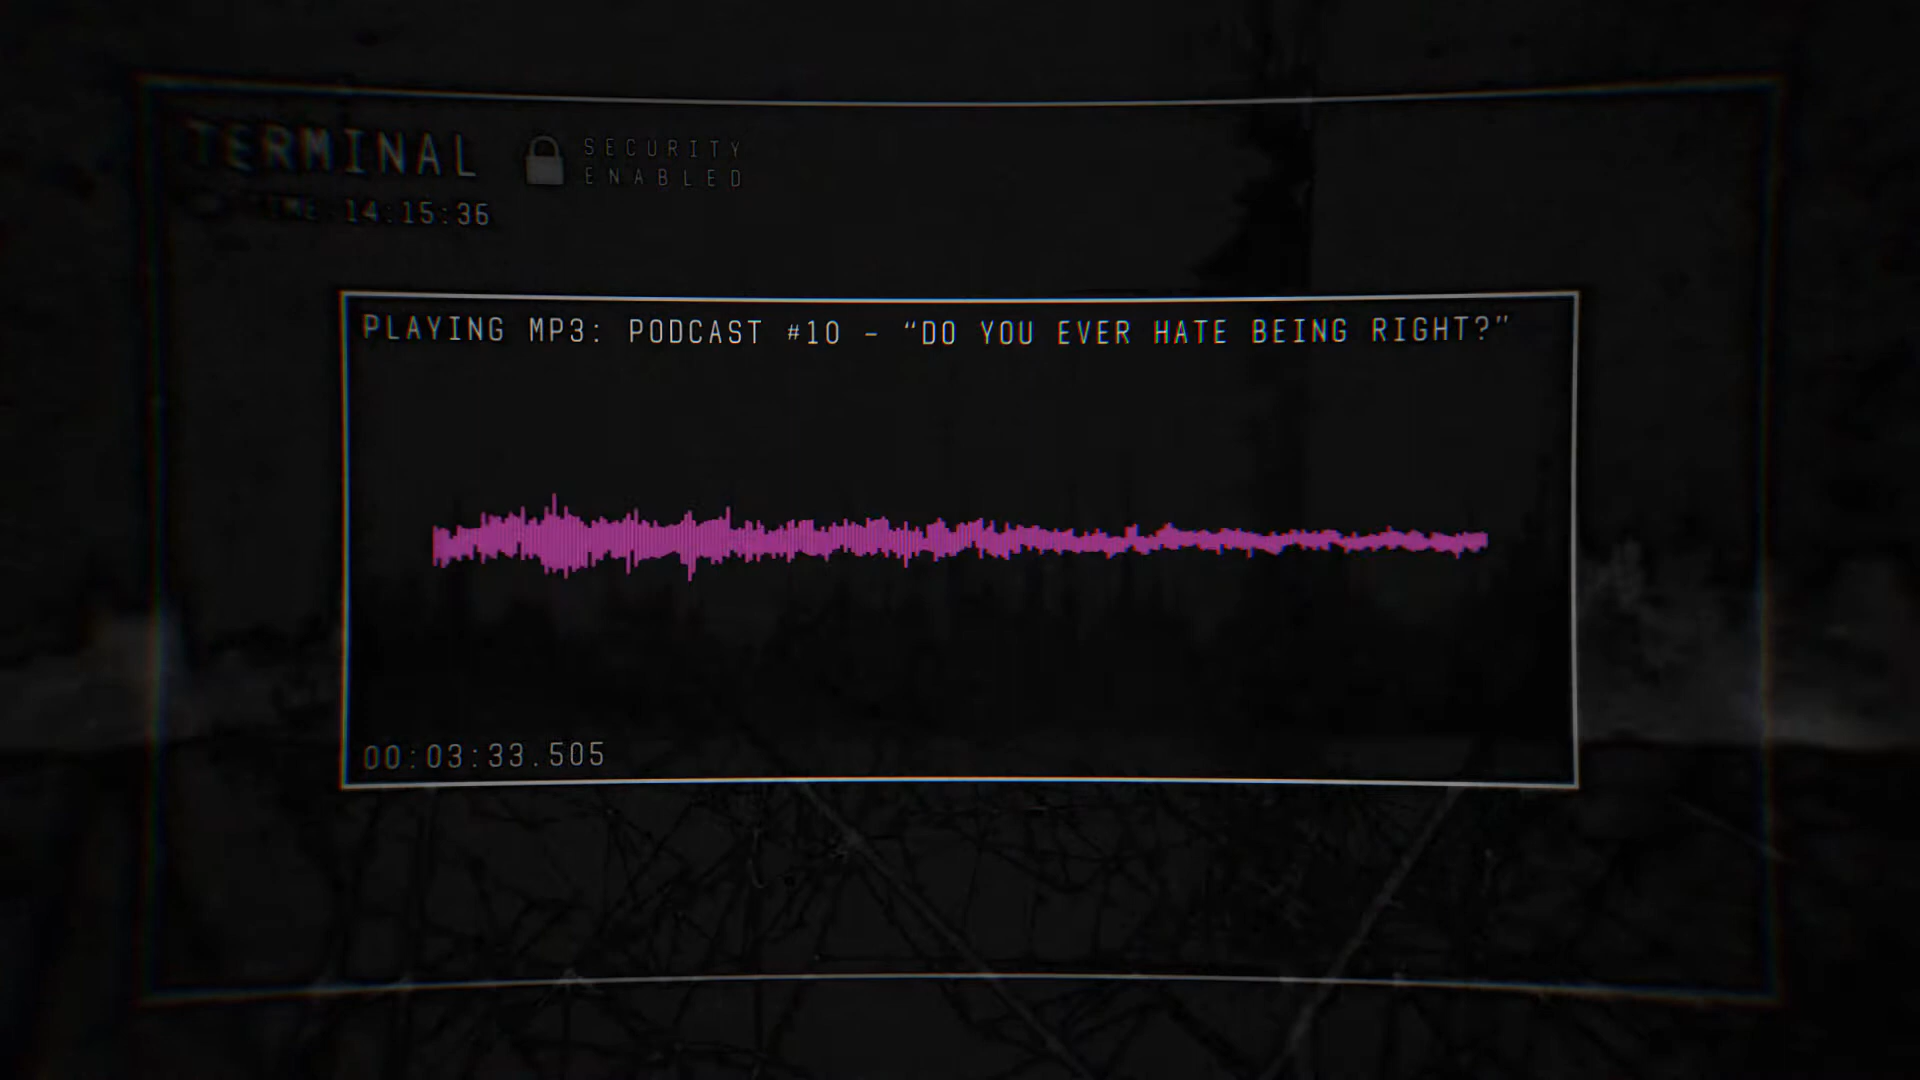 TERMINAL
SECURITY
ENABLED
TIME 14:15:36
PLAYING MP3: PODCAST #10 – “DO YOU EVER HATE BEING RIGHT?”
00:03:33.505